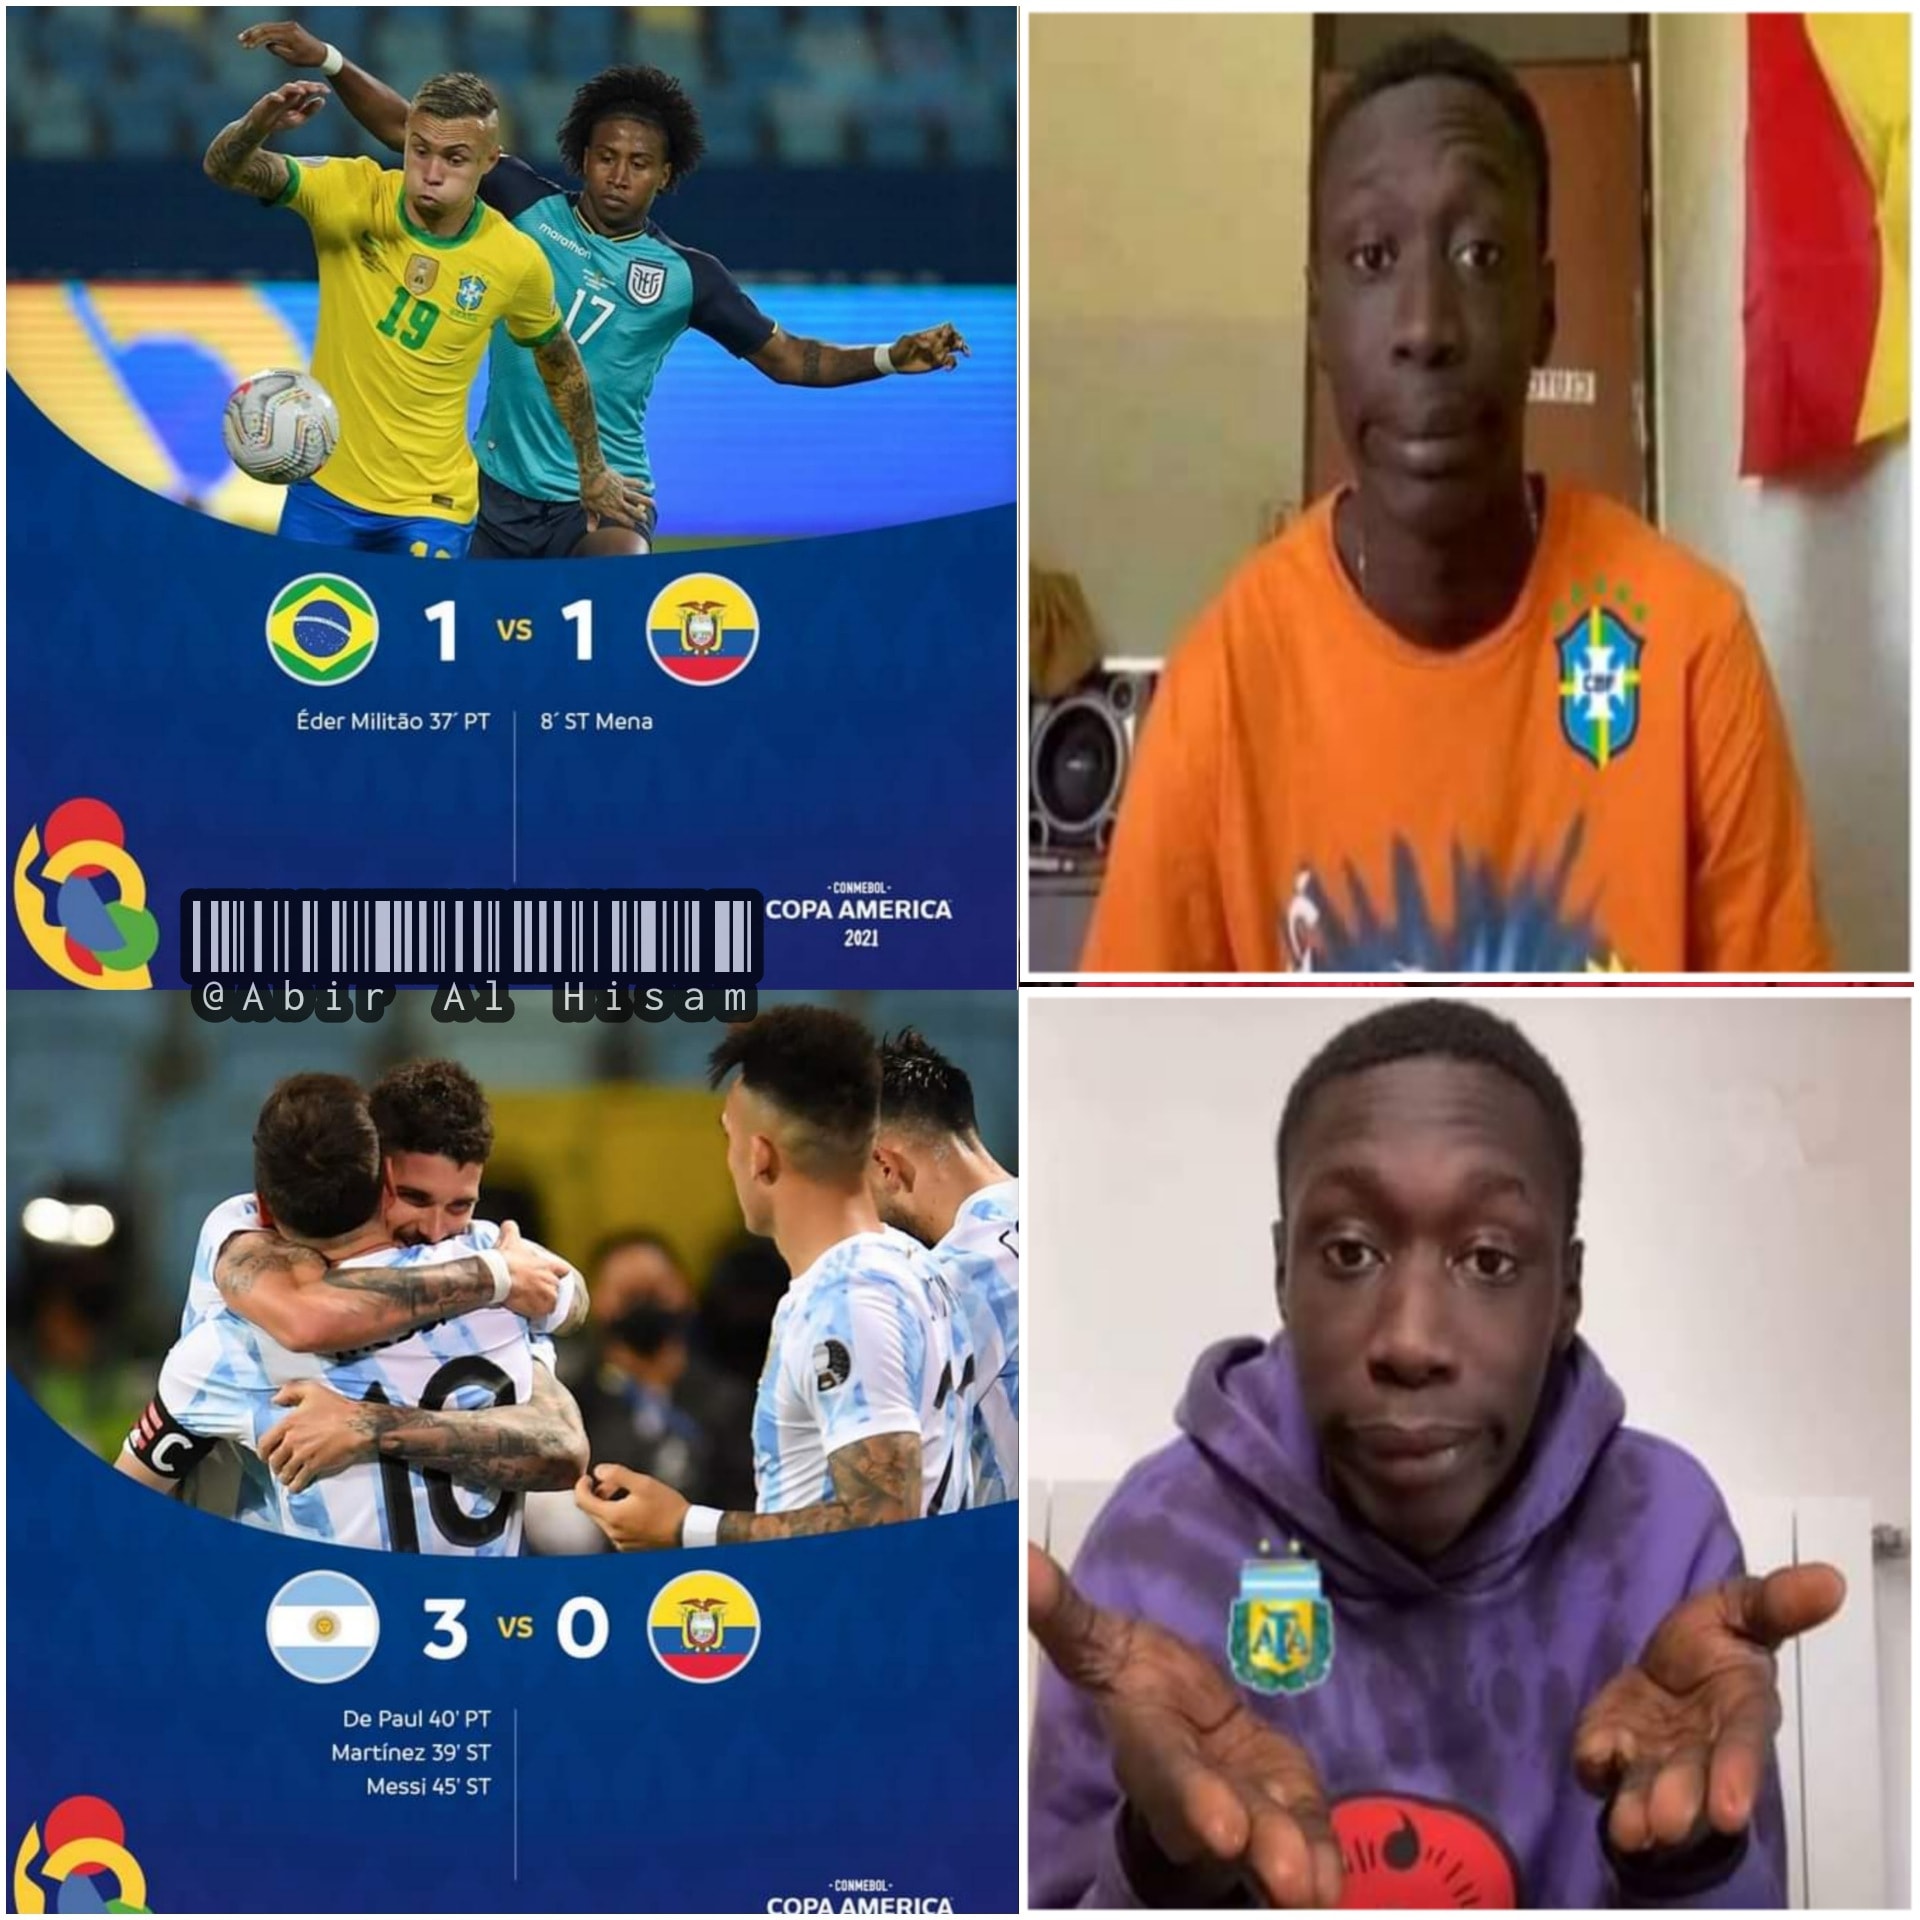 marathon
19
17
1 vs 1
Éder Militão 37´ PT
8´ ST Mena
CBF
- CONMEBOL -
COPA AMERICA
2021
@Abir Al Hisam
C
10
3 vs 0
De Paul 40' PT
Martínez 39' ST
Messi 45' ST
AFA
- CONMEBOL -
COPA AMERICA